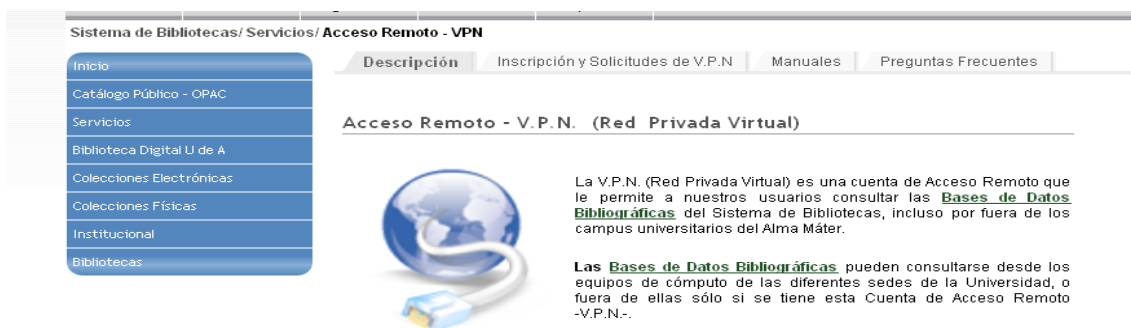 Sistema de Bibliotecas/ Servicios/ Acceso Remoto - VPN
Inicio
Catálogo Público - OPAC
Servicios
Biblioteca Digital U de A
Colecciones Electrónicas
Colecciones Físicas
Institucional
Bibliotecas
Descripción
Inscripción y Solicitudes de V.P.N
Manuales
Preguntas Frecuentes
Acceso Remoto - V.P.N. (Red Privada Virtual)
La V.P.N. (Red Privada Virtual) es una cuenta de Acceso Remoto que
le permite a nuestros usuarios consultar las Bases de Datos
Bibliográficas del Sistema de Bibliotecas, incluso por fuera de los
campus universitarios del Alma Máter.
Las Bases de Datos Bibliográficas pueden consultarse desde los
equipos de cómputo de las diferentes sedes de la Universidad, o
fuera de ellas sólo si se tiene esta Cuenta de Acceso Remoto
-V.P.N.-.